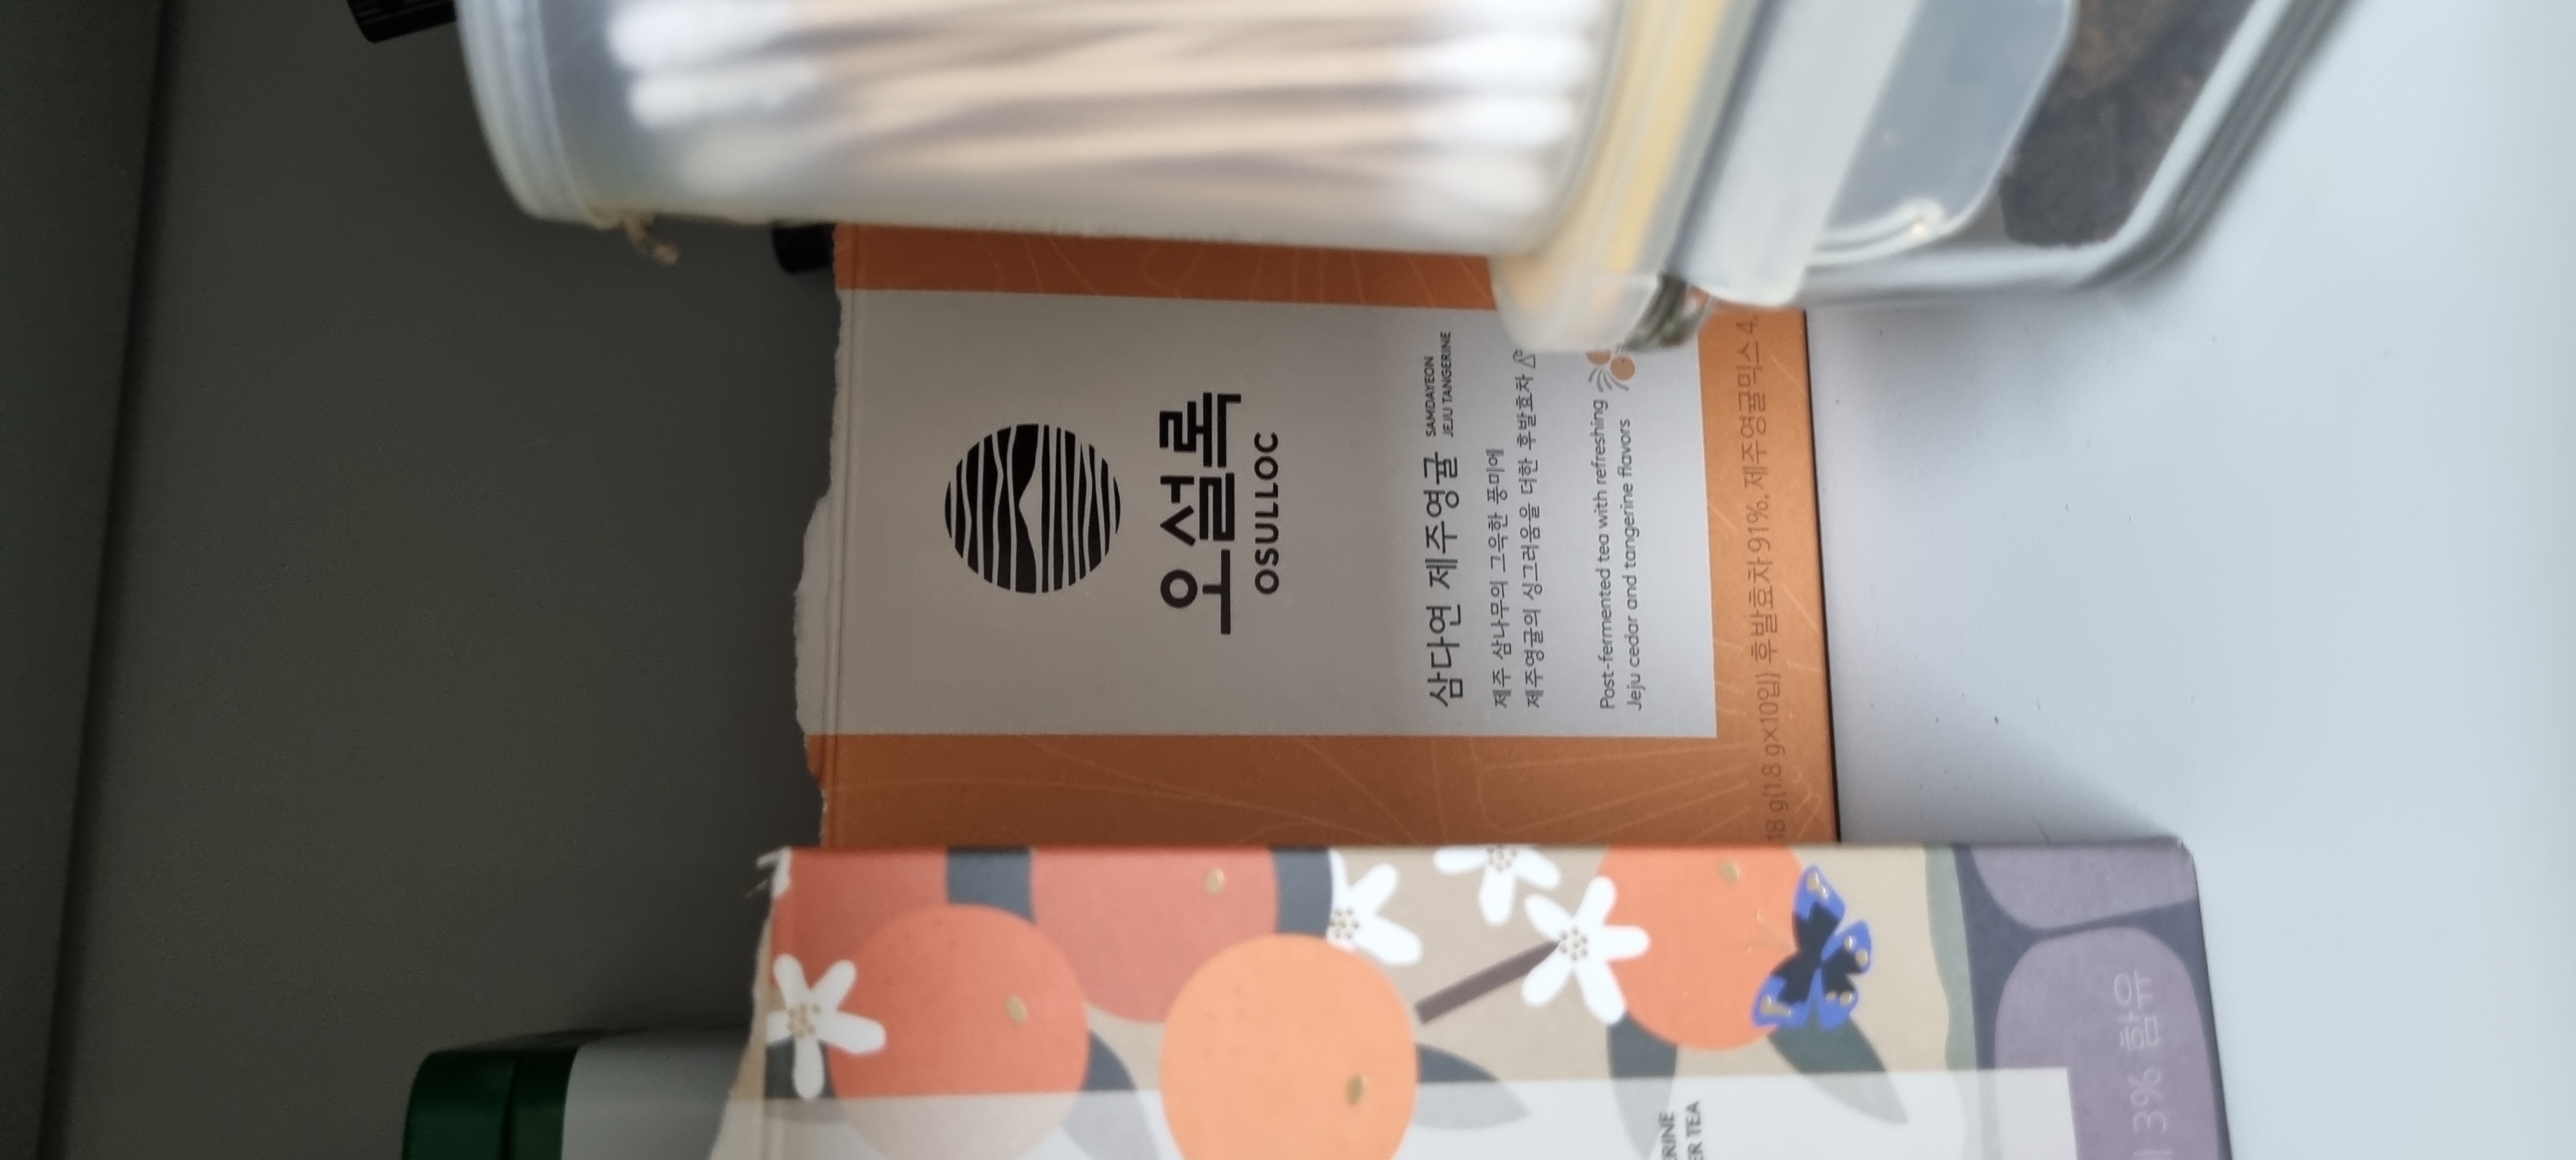 오설록
OSULLOC
삼다연 제주영귤
SAMDAYEON
JEJU TANGERINE
제주 삼나무의 그윽한 풍미에
제주영귤의 싱그러움을 더한 후발효차
Post-fermented tea with refreshing
Jeju cedar and tangerine flavors
18 g(1.8 g×10입) 후발효차 91%, 제주영귤믹스 4.
TEA
3% 함유